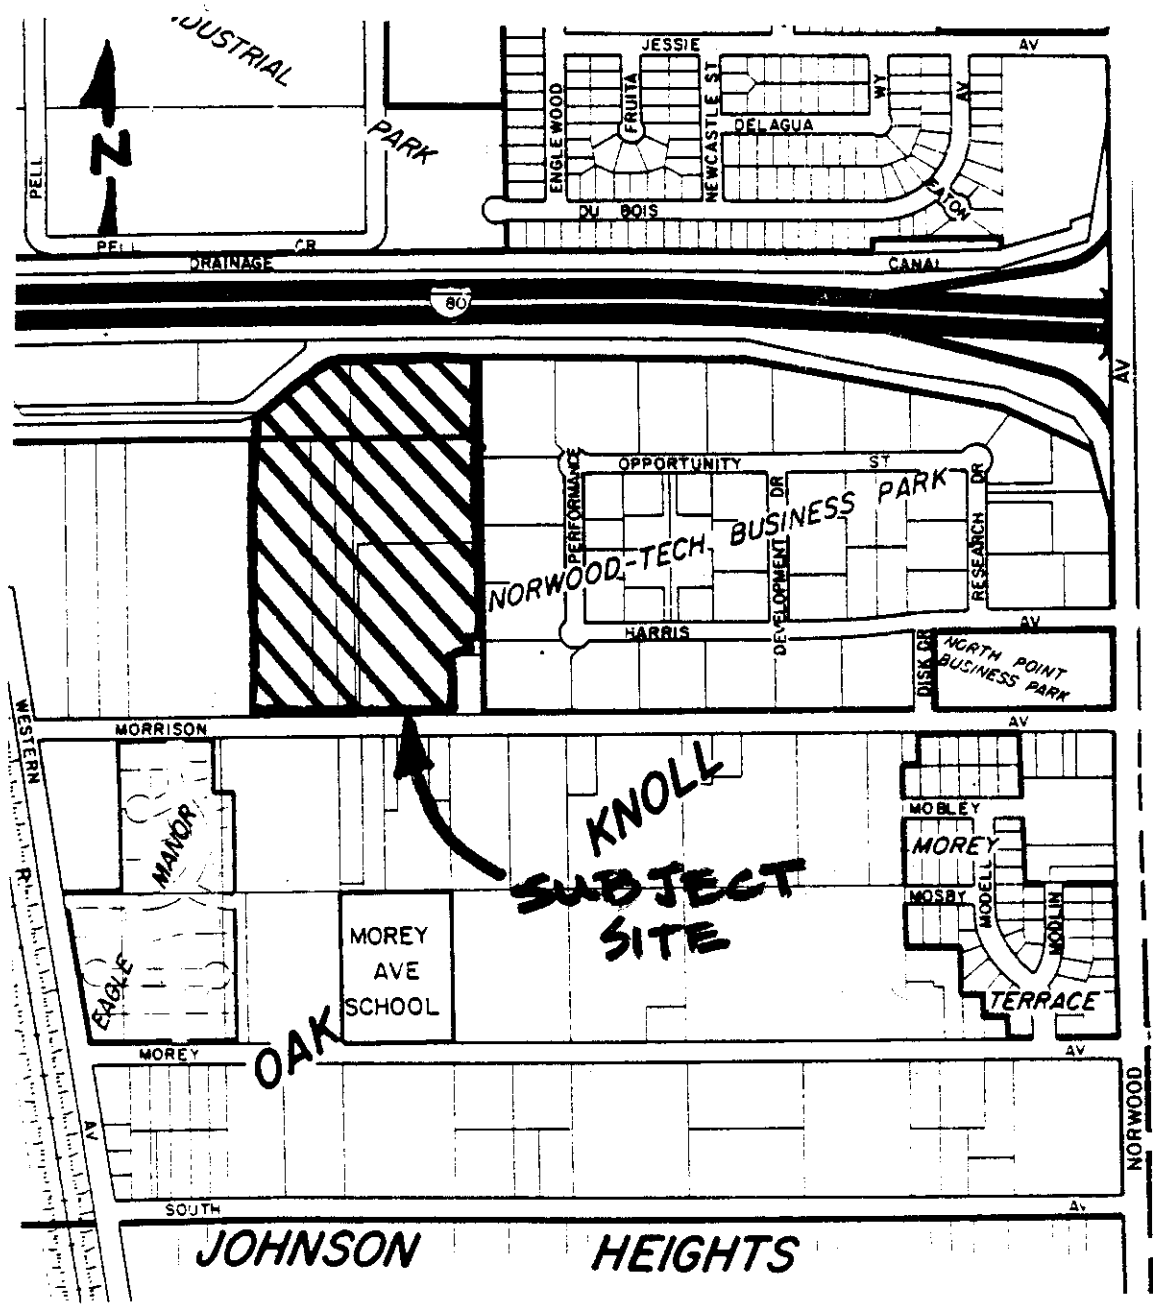 INDUSTRIAL
PARK
JESSIE AV
PELL
N
ENGLEWOOD
FRUITA
NEWCASTLE ST
WY
AV
DELAGUA
EATON
DU BOIS
PELL CR
DRAINAGE CANAL
80
AV
OPPORTUNITY ST
PERFORMANCE
DR
DR
NORWOOD-TECH BUSINESS PARK
DEVELOPMENT
RESEARCH
HARRIS AV
DISK CR
NORTH POINT
BUSINESS PARK
WESTERN
MORRISON AV
KNOLL
MANOR
MOBLEY
MOREY
SUBJECT
SITE
R
MOSBY
MODELL
MODLIN
MOREY
AVE
SCHOOL
EAGLE
TERRACE
OAK
MOREY AV
NORWOOD
AV
SOUTH AV
JOHNSON HEIGHTS